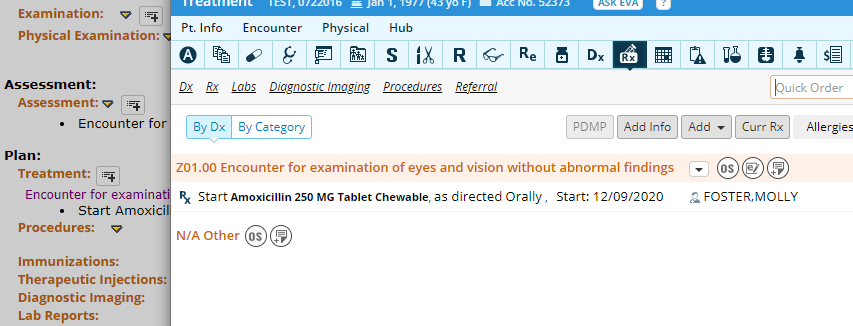 Examination:
Physical Examination:
Assessment:
Assessment:
Encounter for
Plan:
Treatment:
Encounter for examinati
Start Amoxicil
Procedures:
Immunizations:
Therapeutic Injections:
Diagnostic Imaging:
Lab Reports:
Treatment TEST, 0722016 Jan 1, 1977 (43 yo F) Acc No. 52373 ASK EVA ?
Pt. Info Encounter Physical Hub
A S R Re Dx Rx
Dx Rx Labs Diagnostic Imaging Procedures Referral Quick Order
By Dx By Category PDMP Add Info Add Curr Rx Allergies
Z01.00 Encounter for examination of eyes and vision without abnormal findings OS
Rx Start Amoxicillin 250 MG Tablet Chewable, as directed Orally , Start: 12/09/2020 FOSTER,MOLLY
N/A Other OS